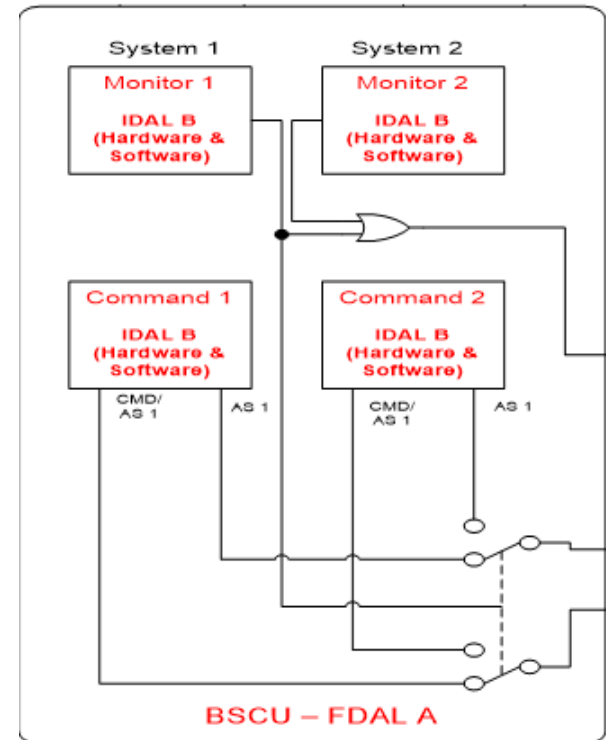 System 1
System 2
Monitor 1
IDAL B
(Hardware &
Software)
Monitor 2
IDAL B
(Hardware &
Software)
Command 1
IDAL B
(Hardware &
Software)
Command 2
IDAL B
(Hardware &
Software)
CMD/
AS 1
AS 1
CMD/
AS 1
AS 1
BSCU – FDAL A